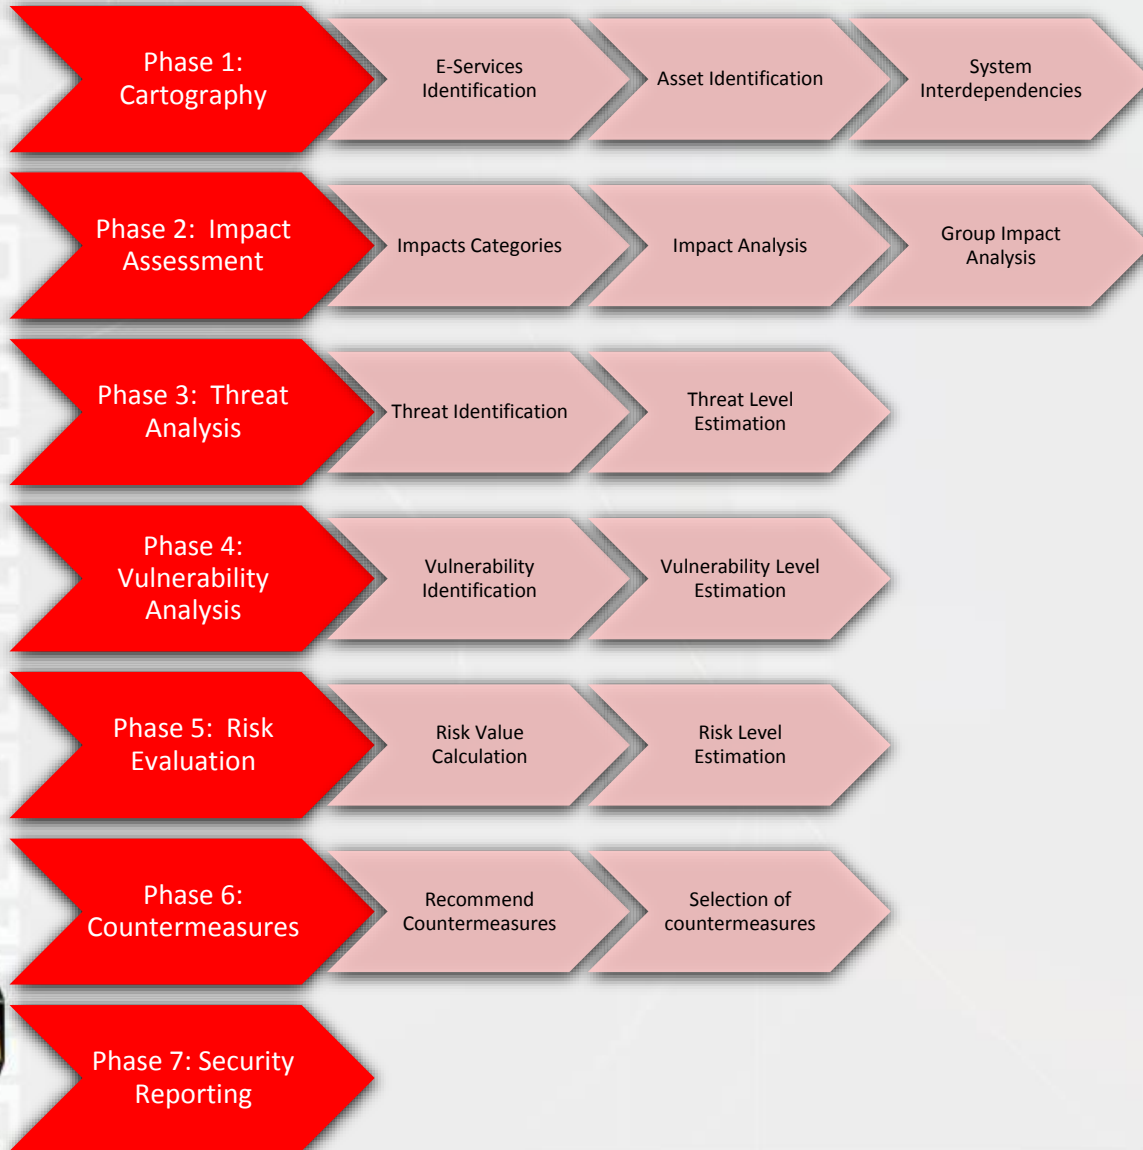 Phase 1:
Cartography
E-Services
Identification
Asset Identification
System
Interdependencies
Phase 2:  Impact
Assessment
Impacts Categories
Impact Analysis
Group Impact
Analysis
Phase 3:  Threat
Analysis
Threat Identification
Threat Level
Estimation
Phase 4:
Vulnerability
Analysis
Vulnerability
Identification
Vulnerability Level
Estimation
Phase 5:  Risk
Evaluation
Risk Value
Calculation
Risk Level
Estimation
Phase 6:
Countermeasures
Recommend
Countermeasures
Selection of
countermeasures
Phase 7: Security
Reporting